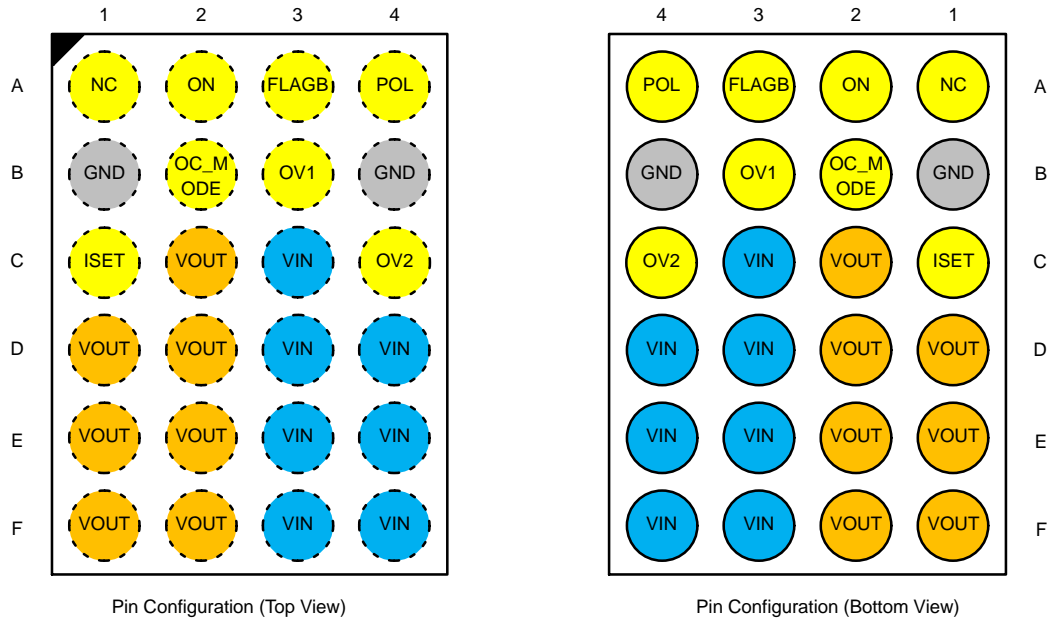 1 2 3 4 4 3 2 1
A NC ON FLAGB POL POL FLAGB ON NC A
B GND OC_M ODE OV1 GND GND OV1 OC_M ODE GND B
C ISET VOUT VIN OV2 OV2 VIN VOUT ISET C
D VOUT VOUT VIN VIN VIN VIN VOUT VOUT D
E VOUT VOUT VIN VIN VIN VIN VOUT VOUT E
F VOUT VOUT VIN VIN VIN VIN VOUT VOUT F
Pin Configuration (Top View) Pin Configuration (Bottom View)